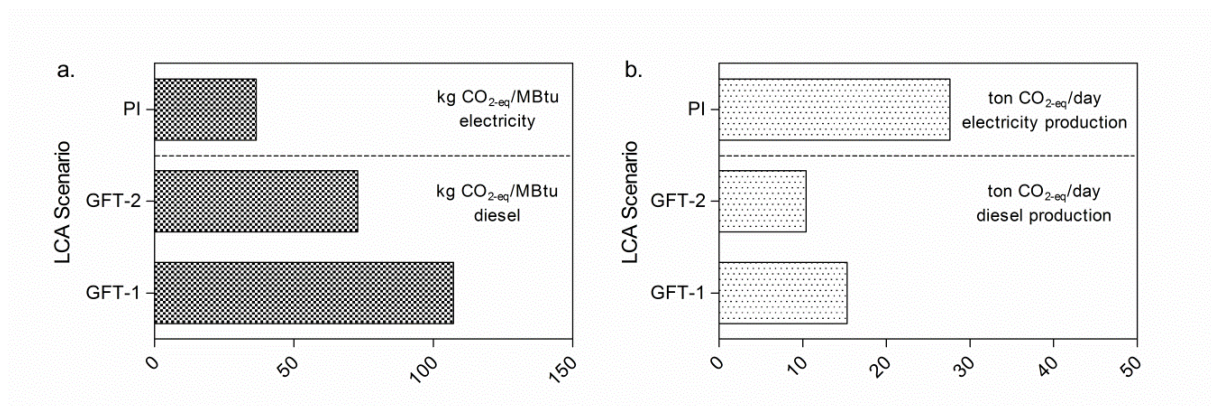 a.
LCA Scenario
PI
GFT-2
GFT-1
kg CO2-eq/MBtu
electricity
kg CO2-eq/MBtu
diesel
0
50
100
150
b.
LCA Scenario
PI
GFT-2
GFT-1
ton CO2-eq/day
electricity production
ton CO2-eq/day
diesel production
0
10
20
30
40
50